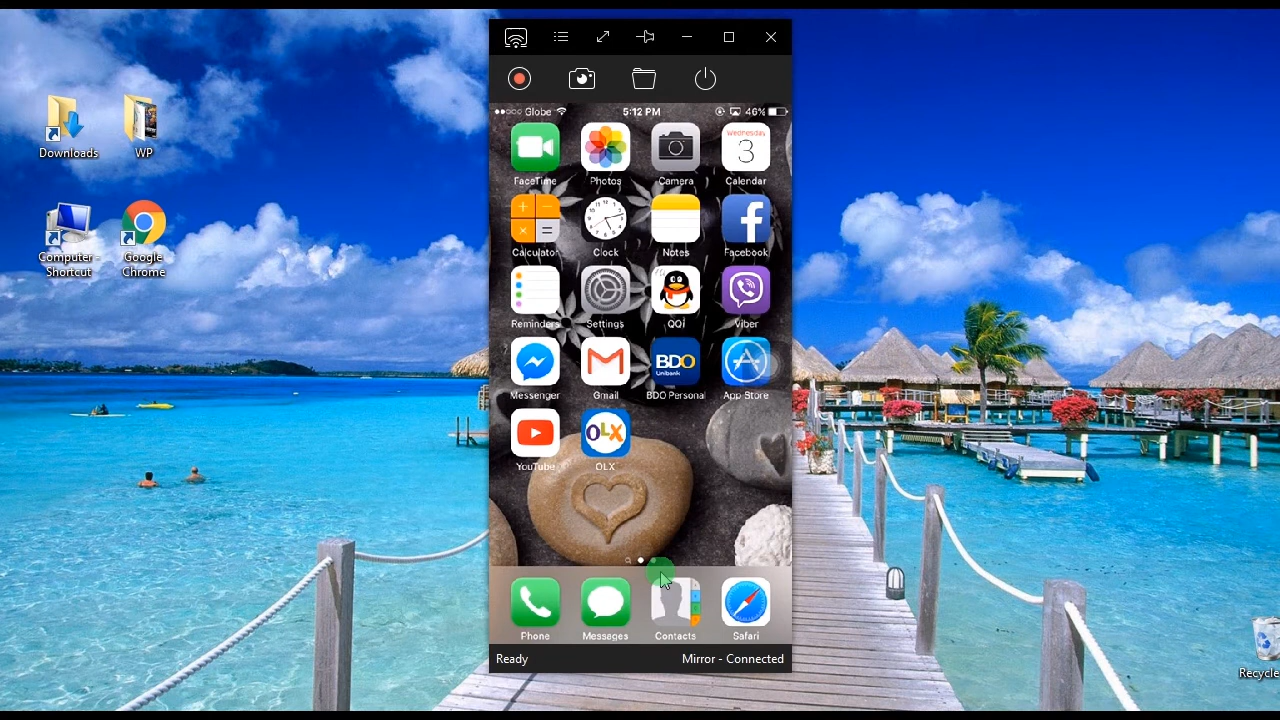 Globe
5:12 PM
46%
FaceTime
Photos
Camera
Wednesday
3
Calendar
Calculator
Clock
Notes
Facebook
Reminders
Settings
QQi
Viber
BDO
Unibank
Messenger
Gmail
BDO Personal
App Store
OLX
YouTube
OLX
Phone
Messages
Contacts
Safari
Ready
Mirror - Connected
Downloads
WP
Computer -
Shortcut
Google
Chrome
Recycle